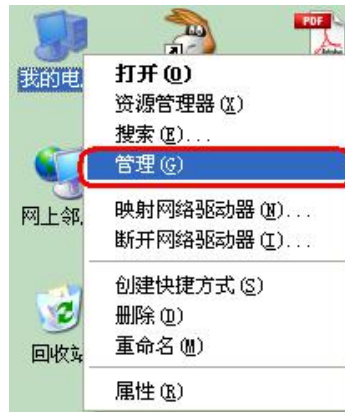 PDF
我的电
打开(O)
资源管理器(X)
搜索(E)...
管理(G)
网上邻
映射网络驱动器(N)...
断开网络驱动器(I)...
创建快捷方式(S)
删除(D)
回收站
重命名(M)
属性(R)